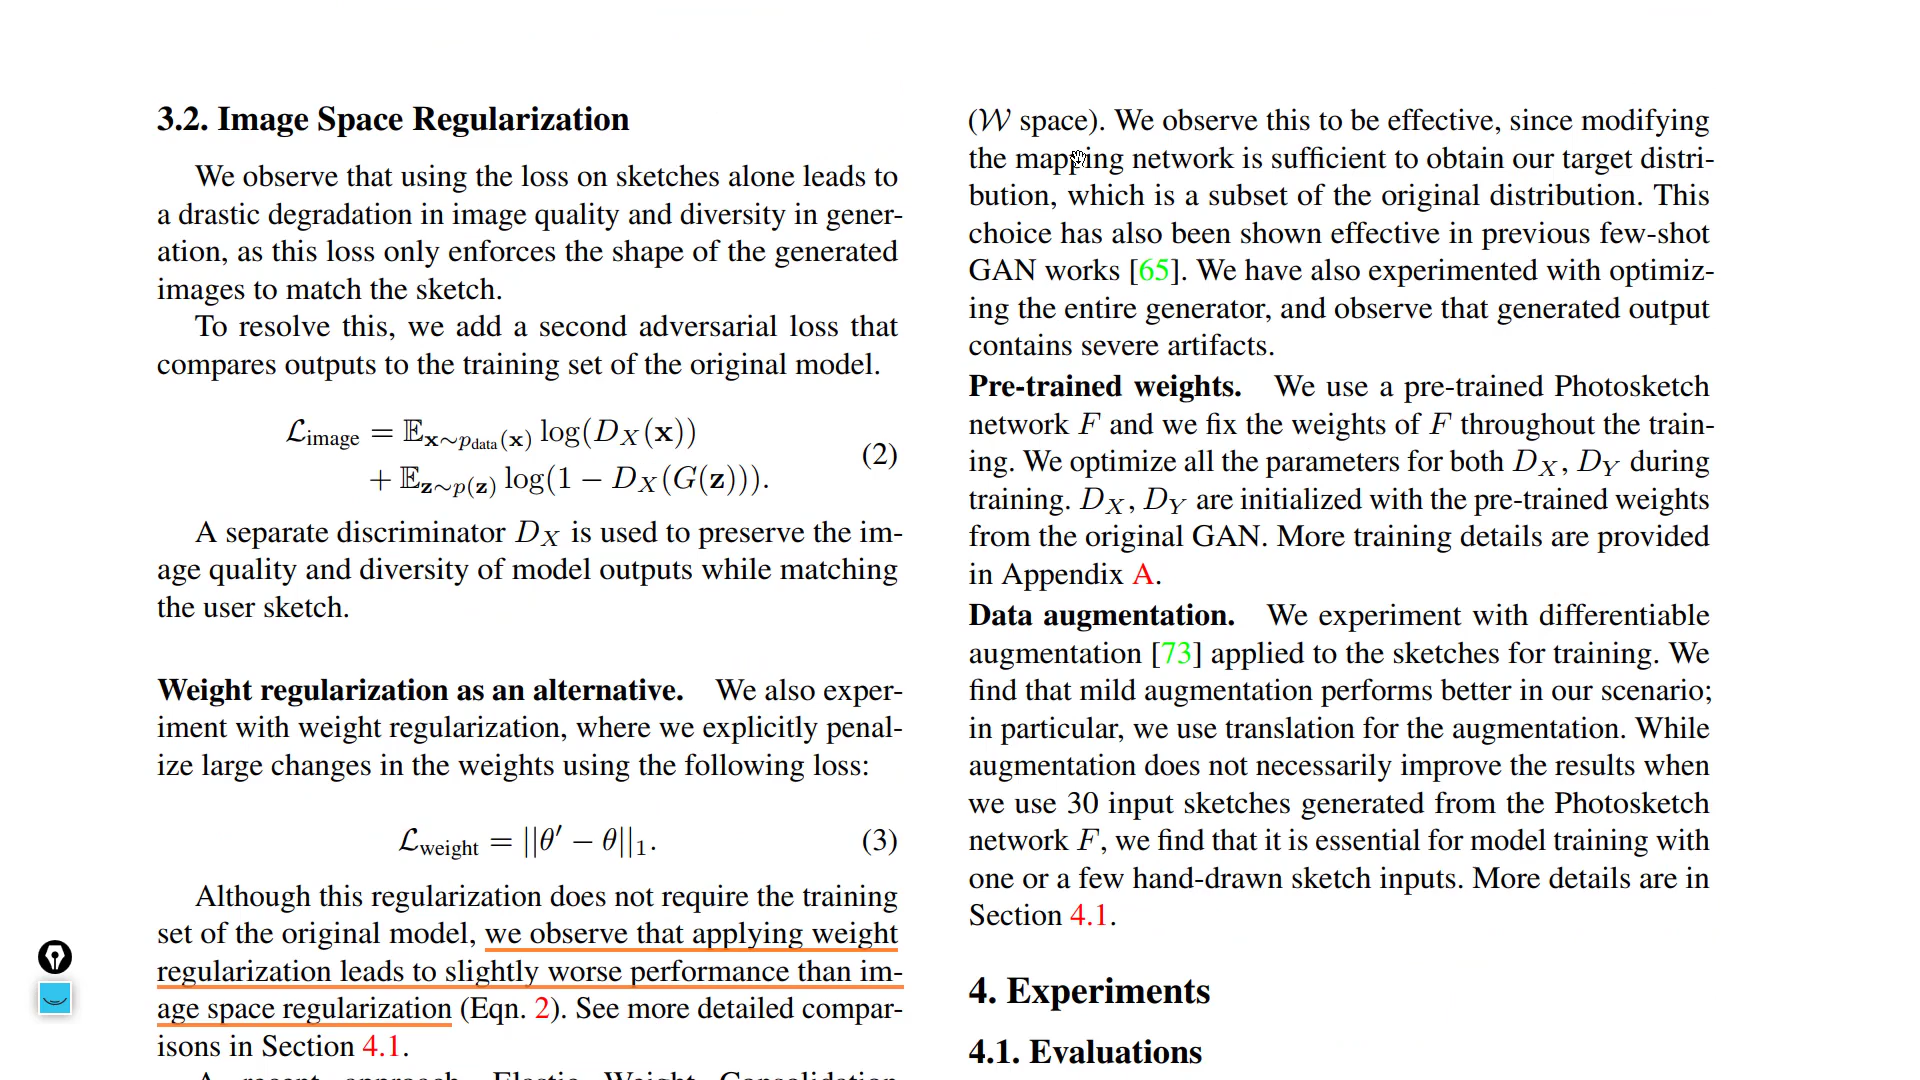 3.2. Image Space Regularization
We observe that using the loss on sketches alone leads to
a drastic degradation in image quality and diversity in gener-
ation, as this loss only enforces the shape of the generated
images to match the sketch.
To resolve this, we add a second adversarial loss that
compares outputs to the training set of the original model.
ℒ_image = 𝔼_{𝐱∼p_data(𝐱)} log(D_X(𝐱))
+ 𝔼_{𝐳∼p(𝐳)} log(1 − D_X(G(𝐳))). (2)
A separate discriminator D_X is used to preserve the im-
age quality and diversity of model outputs while matching
the user sketch.
Weight regularization as an alternative. We also exper-
iment with weight regularization, where we explicitly penal-
ize large changes in the weights using the following loss:
ℒ_weight = ||θ′ − θ||₁. (3)
Although this regularization does not require the training
set of the original model, we observe that applying weight
regularization leads to slightly worse performance than im-
age space regularization (Eqn. 2). See more detailed compar-
isons in Section 4.1.
A recent approach, Elastic Weight Consolidation
(𝒲 space). We observe this to be effective, since modifying
the mapping network is sufficient to obtain our target distri-
bution, which is a subset of the original distribution. This
choice has also been shown effective in previous few-shot
GAN works [65]. We have also experimented with optimiz-
ing the entire generator, and observe that generated output
contains severe artifacts.
Pre-trained weights. We use a pre-trained Photosketch
network F and we fix the weights of F throughout the train-
ing. We optimize all the parameters for both D_X, D_Y during
training. D_X, D_Y are initialized with the pre-trained weights
from the original GAN. More training details are provided
in Appendix A.
Data augmentation. We experiment with differentiable
augmentation [73] applied to the sketches for training. We
find that mild augmentation performs better in our scenario;
in particular, we use translation for the augmentation. While
augmentation does not necessarily improve the results when
we use 30 input sketches generated from the Photosketch
network F, we find that it is essential for model training with
one or a few hand-drawn sketch inputs. More details are in
Section 4.1.
4. Experiments
4.1. Evaluations